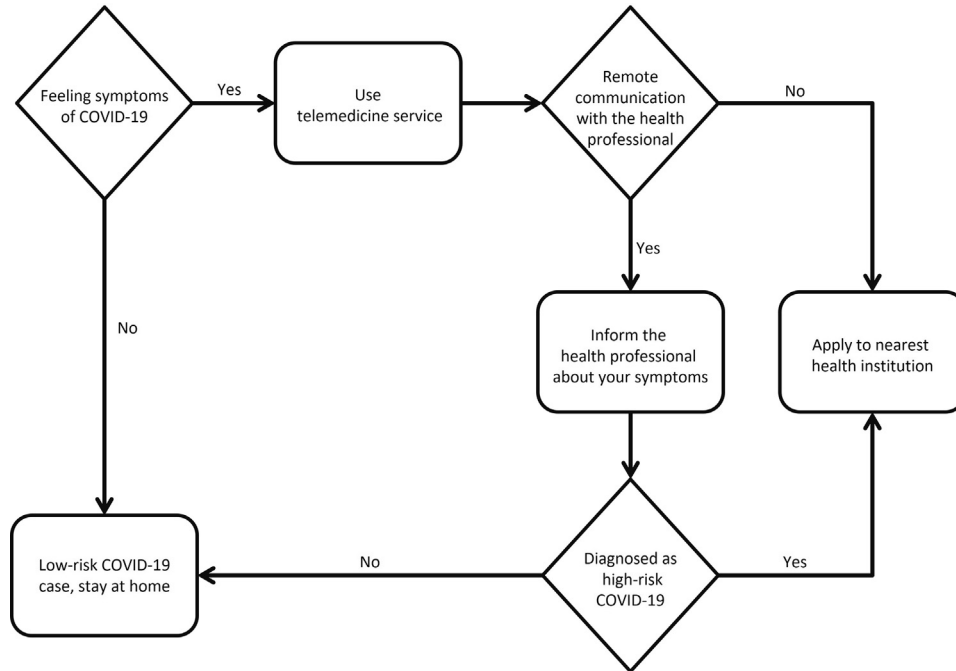 Feeling symptoms
of COVID-19
Yes
Use
telemedicine service
Remote
communication
with the health
professional
No
Yes
No
Inform the
health professional
about your symptoms
Apply to nearest
health institution
Low-risk COVID-19
case, stay at home
No
Diagnosed as
high-risk
COVID-19
Yes